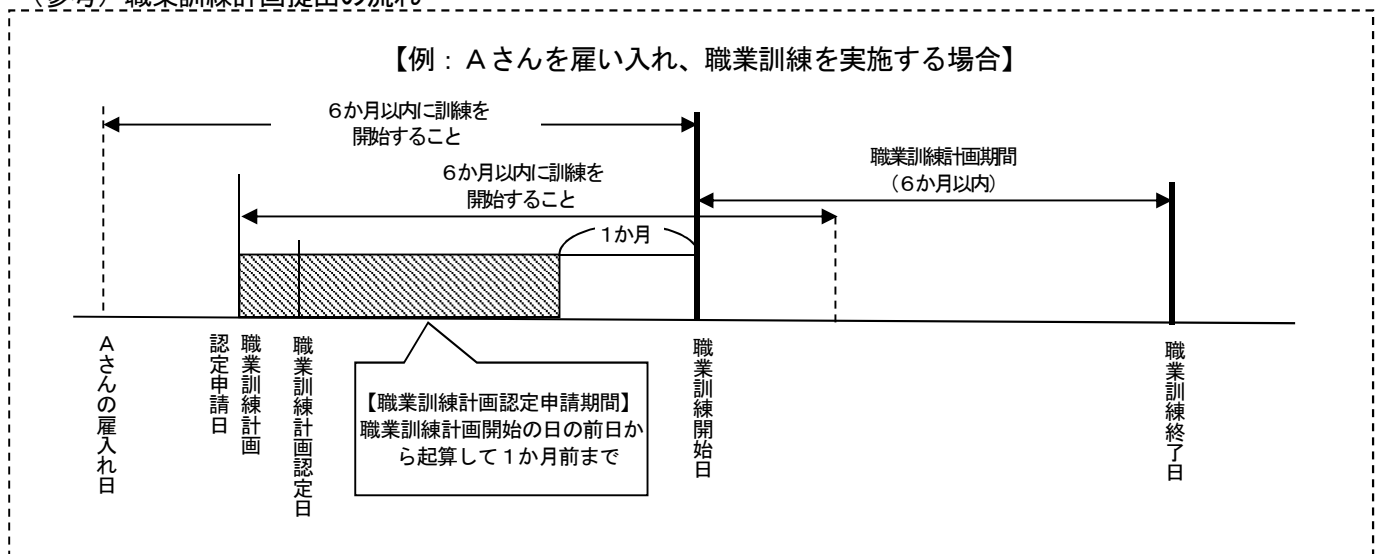 (参考)職業訓練計画提出の流れ
【例:Aさんを雇い入れ、職業訓練を実施する場合】
6か月以内に訓練を
開始すること
6か月以内に訓練を
開始すること
職業訓練計画期間
(6か月以内)
1か月
Aさんの雇入れ日
職業訓練計画
認定申請日
職業訓練計画認定日
【職業訓練計画認定申請期間】
職業訓練計画開始の日の前日か
ら起算して1か月前まで
職業訓練開始日
職業訓練終了日